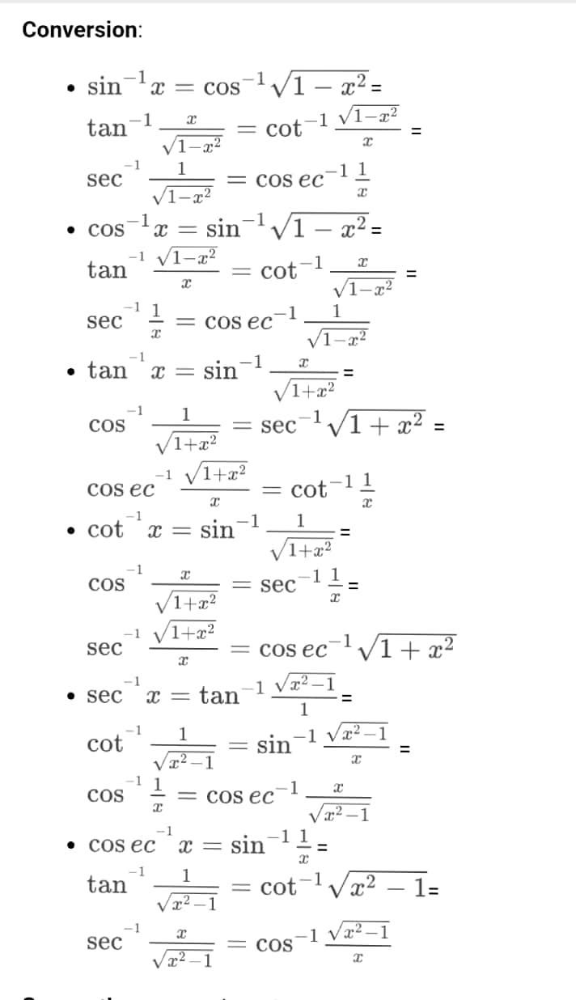 Conversion:
• sin⁻¹x = cos⁻¹√(1 − x²) =
tan⁻¹ x/√(1−x²) = cot⁻¹ √(1−x²)/x =
sec⁻¹ 1/√(1−x²) = cos ec⁻¹ 1/x
• cos⁻¹x = sin⁻¹√(1 − x²) =
tan⁻¹ √(1−x²)/x = cot⁻¹ x/√(1−x²) =
sec⁻¹ 1/x = cos ec⁻¹ 1/√(1−x²)
• tan⁻¹ x = sin⁻¹ x/√(1+x²) =
cos⁻¹ 1/√(1+x²) = sec⁻¹√(1 + x²) =
cos ec⁻¹ √(1+x²)/x = cot⁻¹ 1/x
• cot⁻¹ x = sin⁻¹ 1/√(1+x²) =
cos⁻¹ x/√(1+x²) = sec⁻¹ 1/x =
sec⁻¹ √(1+x²)/x = cos ec⁻¹√(1 + x²)
• sec⁻¹ x = tan⁻¹ √(x²−1)/1 =
cot⁻¹ 1/√(x²−1) = sin⁻¹ √(x²−1)/x =
cos⁻¹ 1/x = cos ec⁻¹ x/√(x²−1)
• cos ec⁻¹ x = sin⁻¹ 1/x =
tan⁻¹ 1/√(x²−1) = cot⁻¹√(x² − 1) =
sec⁻¹ x/√(x²−1) = cos⁻¹ √(x²−1)/x